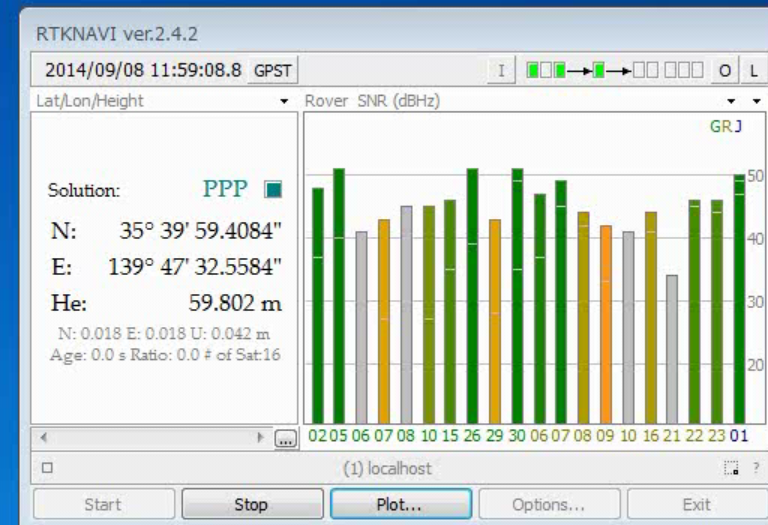 RTKNAVI ver.2.4.2
2014/09/08 11:59:08.8 GPST I O L
Lat/Lon/Height Rover SNR (dBHz)
GRJ
Solution: PPP
N: 35° 39' 59.4084"
E: 139° 47' 32.5584"
He: 59.802 m
N: 0.018 E: 0.018 U: 0.042 m
Age: 0.0 s Ratio: 0.0 # of Sat:16
50
40
30
20
...
02 05 06 07 08 10 15 26 29 30 06 07 08 09 10 16 21 22 23 01
(1) localhost ?
Start Stop Plot... Options... Exit